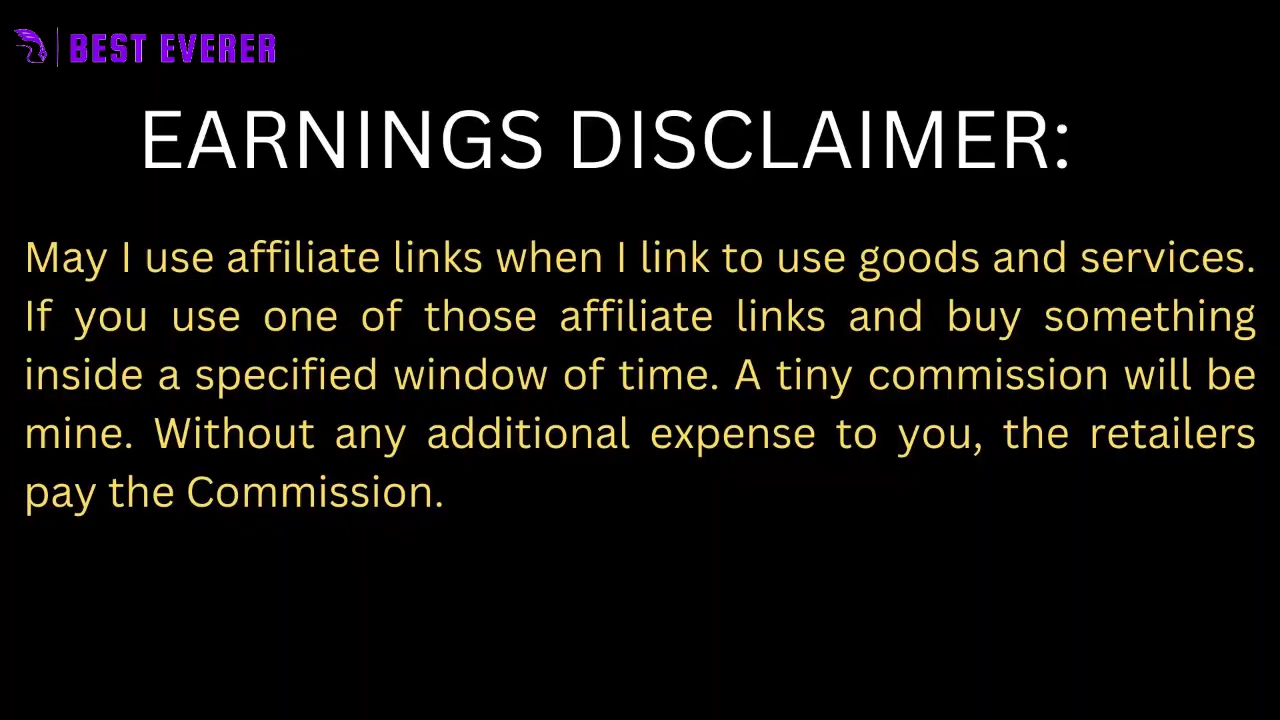 BEST EVERER
EARNINGS DISCLAIMER:
May I use affiliate links when I link to use goods and services.
If you use one of those affiliate links and buy something
inside a specified window of time. A tiny commission will be
mine. Without any additional expense to you, the retailers
pay the Commission.